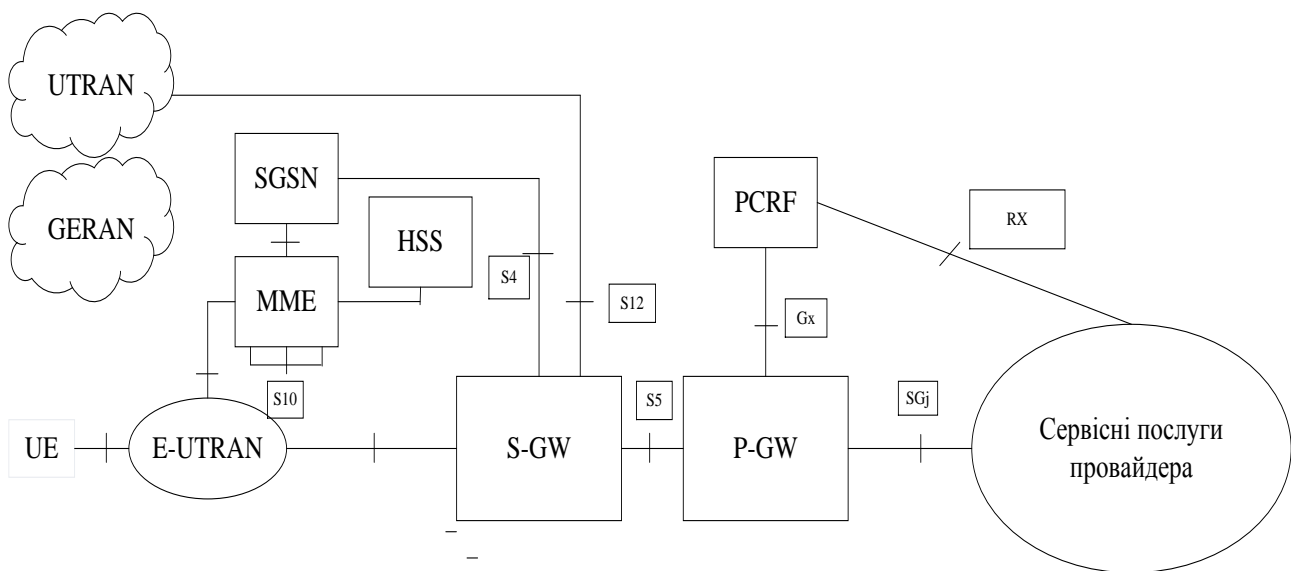 UTRAN
SGSN
GERAN
HSS
PCRF
RX
S4
MME
S12
Gx
S10
S5
SGj
UE
E-UTRAN
S-GW
P-GW
Сервісні послуги
провайдера